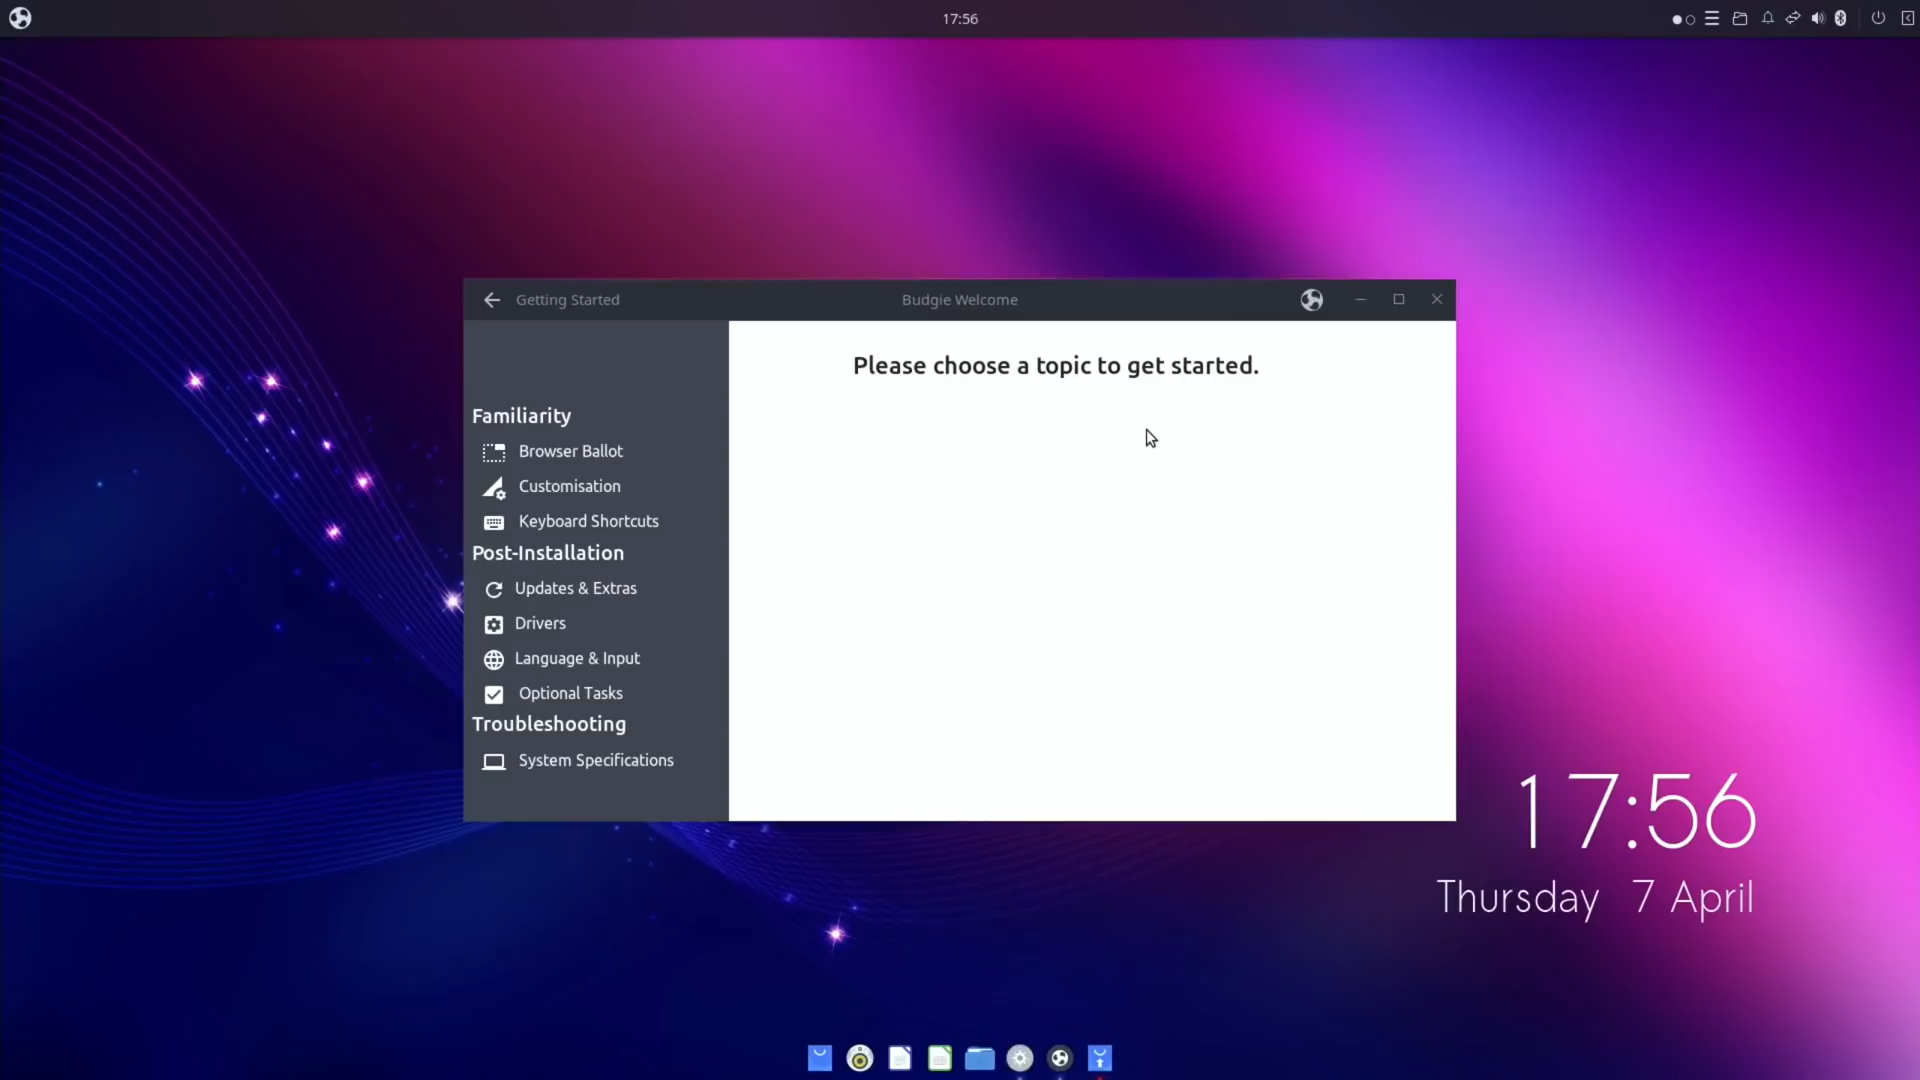 17:56
Getting Started
Budgie Welcome
Please choose a topic to get started.
Familiarity
Browser Ballot
Customisation
Keyboard Shortcuts
Post-Installation
Updates & Extras
Drivers
Language & Input
Optional Tasks
Troubleshooting
System Specifications
17:56
Thursday 7 April